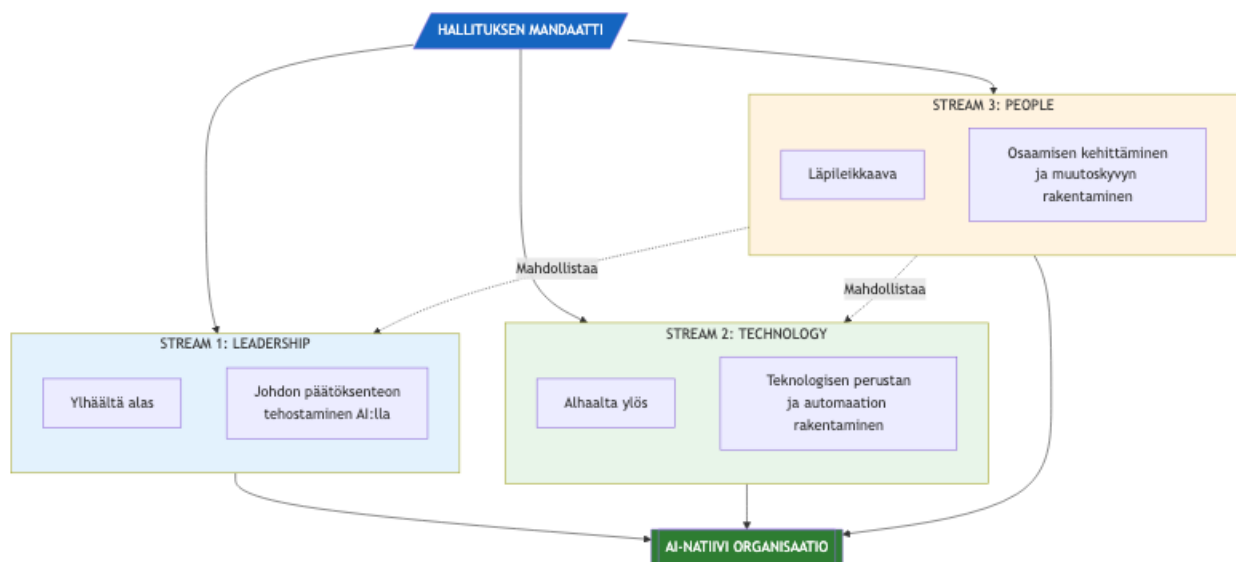 HALLITUKSEN MANDAATTI
STREAM 3: PEOPLE
Läpileikkaava
Osaamisen kehittäminen
ja muutoskyvyn
rakentaminen
Mahdollistaa
Mahdollistaa
STREAM 1: LEADERSHIP
Ylhäältä alas
Johdon päätöksenteon
tehostaminen AI:lla
STREAM 2: TECHNOLOGY
Alhaalta ylös
Teknologisen perustan
ja automaation
rakentaminen
AI-NATIIVI ORGANISAATIO